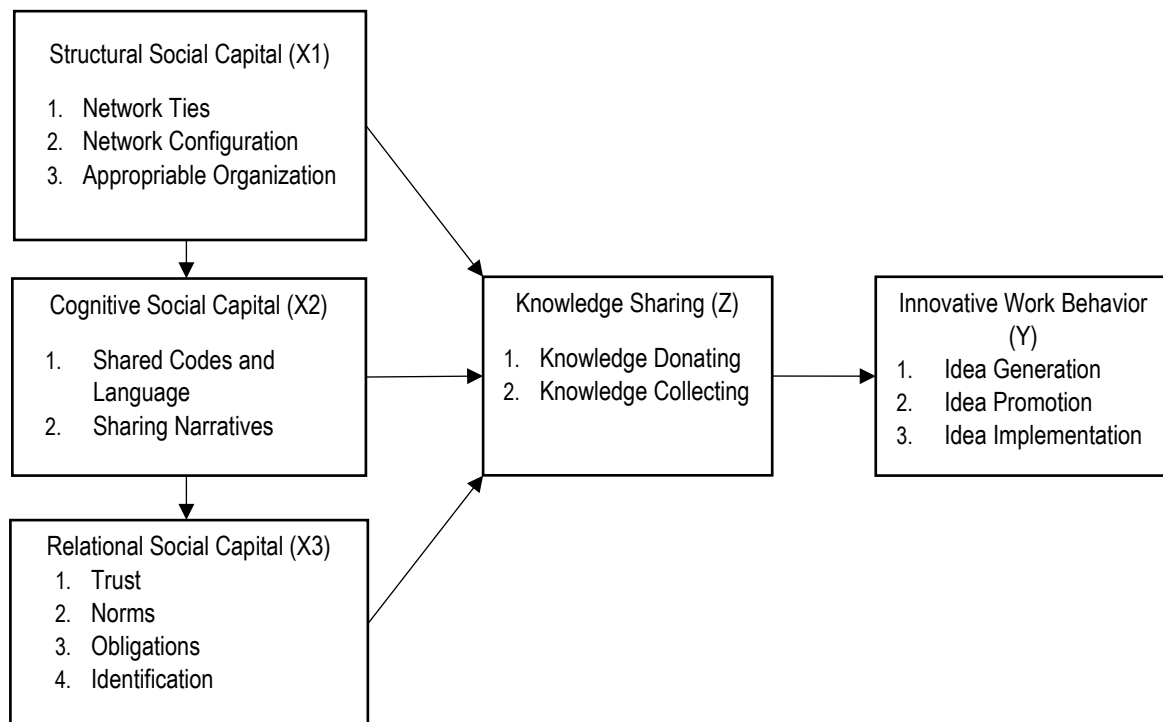 Structural Social Capital (X1)
1. Network Ties
2. Network Configuration
3. Appropriable Organization
Cognitive Social Capital (X2)
1. Shared Codes and
Language
2. Sharing Narratives
Relational Social Capital (X3)
1. Trust
2. Norms
3. Obligations
4. Identification
Knowledge Sharing (Z)
1. Knowledge Donating
2. Knowledge Collecting
Innovative Work Behavior
(Y)
1. Idea Generation
2. Idea Promotion
3. Idea Implementation